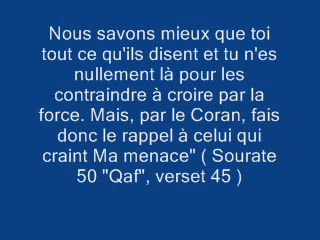 Nous savons mieux que toi
tout ce qu'ils disent et tu n'es
nullement là pour les
contraindre à croire par la
force. Mais, par le Coran, fais
donc le rappel à celui qui
craint Ma menace" ( Sourate
50 "Qaf", verset 45 )